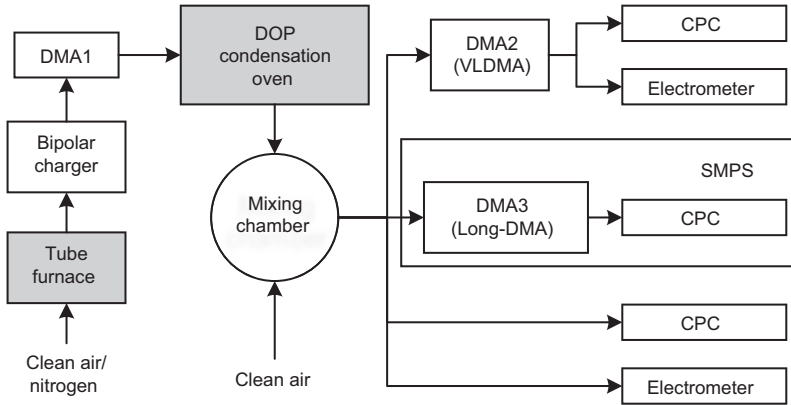 DMA1
DOP
condensation
oven
Bipolar
charger
Tube
furnace
Clean air/
nitrogen
Mixing
chamber
Clean air
DMA2
(VLDMA)
CPC
Electrometer
SMPS
DMA3
(Long-DMA)
CPC
CPC
Electrometer